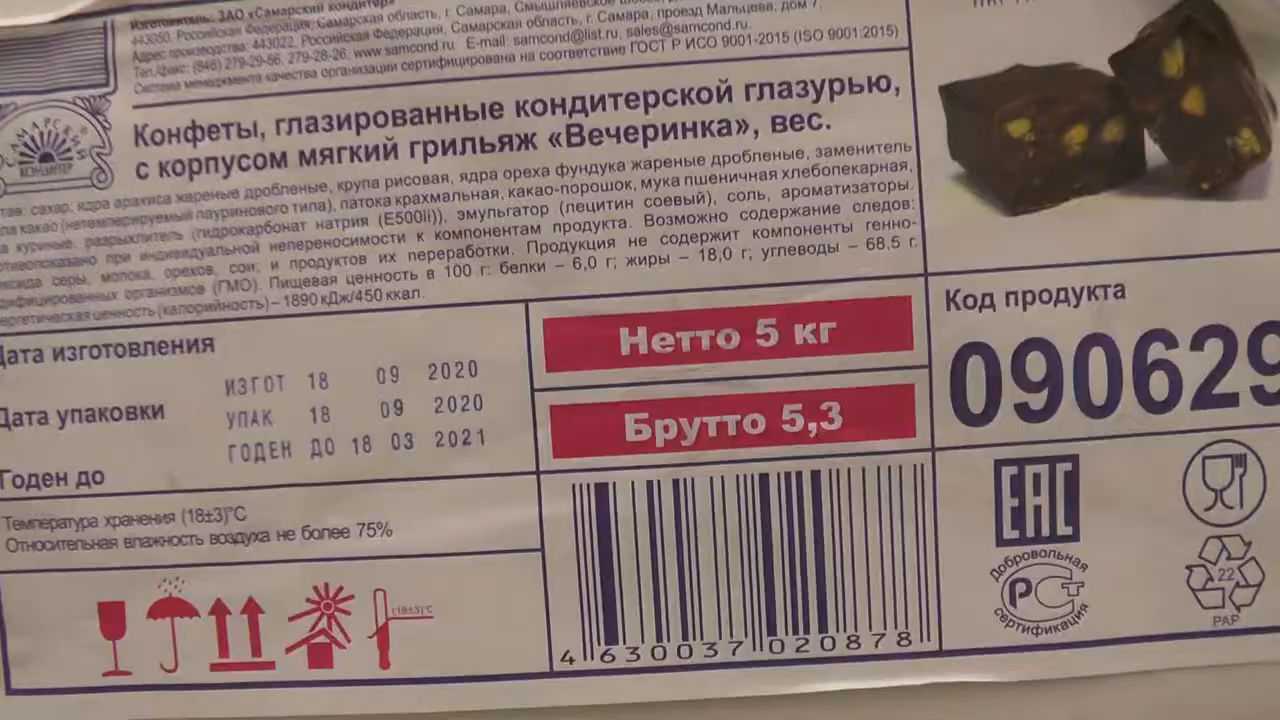 Изготовитель: ЗАО «Самарский кондитер»
443050, Российская Федерация, Самарская область, г. Самара, Смышляевское
Адрес производства: 443022, Российская Федерация, Самарская область, г. Самара, проезд Мальцева, дом 7,
Тел./факс: (846) 279-29-86, 279-28-26, www.samcond.ru E-mail: samcond@list.ru, sales@samcond.ru
Система менеджмента качества организации сертифицирована на соответствие ГОСТ Р ИСО 9001-2015 (ISO 9001:2015)
САМАРСКИЙ
КОНДИТЕР
Конфеты, глазированные кондитерской глазурью,
с корпусом мягкий грильяж «Вечеринка», вес.
сахар, ядра арахиса жареные дробленые, крупа рисовая, ядра ореха фундука жареные дробленые, заменитель
какао (нетемперируемый лауринового типа), патока крахмальная, какао-порошок, мука пшеничная хлебопекарная,
куриные, разрыхлитель (гидрокарбонат натрия (E500ii)), эмульгатор (лецитин соевый), соль, ароматизаторы.
при индивидуальной непереносимости к компонентам продукта. Возможно содержание следов:
серы, молока, орехов, сои; и продуктов их переработки. Продукция не содержит компоненты генно-
организмов (ГМО). Пищевая ценность в 100 г: белки – 6,0 г; жиры – 18,0 г; углеводы – 68,5 г.
ценность (калорийность) – 1890 кДж/450 ккал.
Дата изготовления
Дата упаковки
Годен до
ИЗГОТ 18 09 2020
УПАК 18 09 2020
ГОДЕН ДО 18 03 2021
Нетто 5 кг
Брутто 5,3
Код продукта
090629
Температура хранения (18±3)°С
Относительная влажность воздуха не более 75%
(18±3)°С
4 630037 020878
ЕАС
Добровольная
РСТ
сертификация
22
PAP